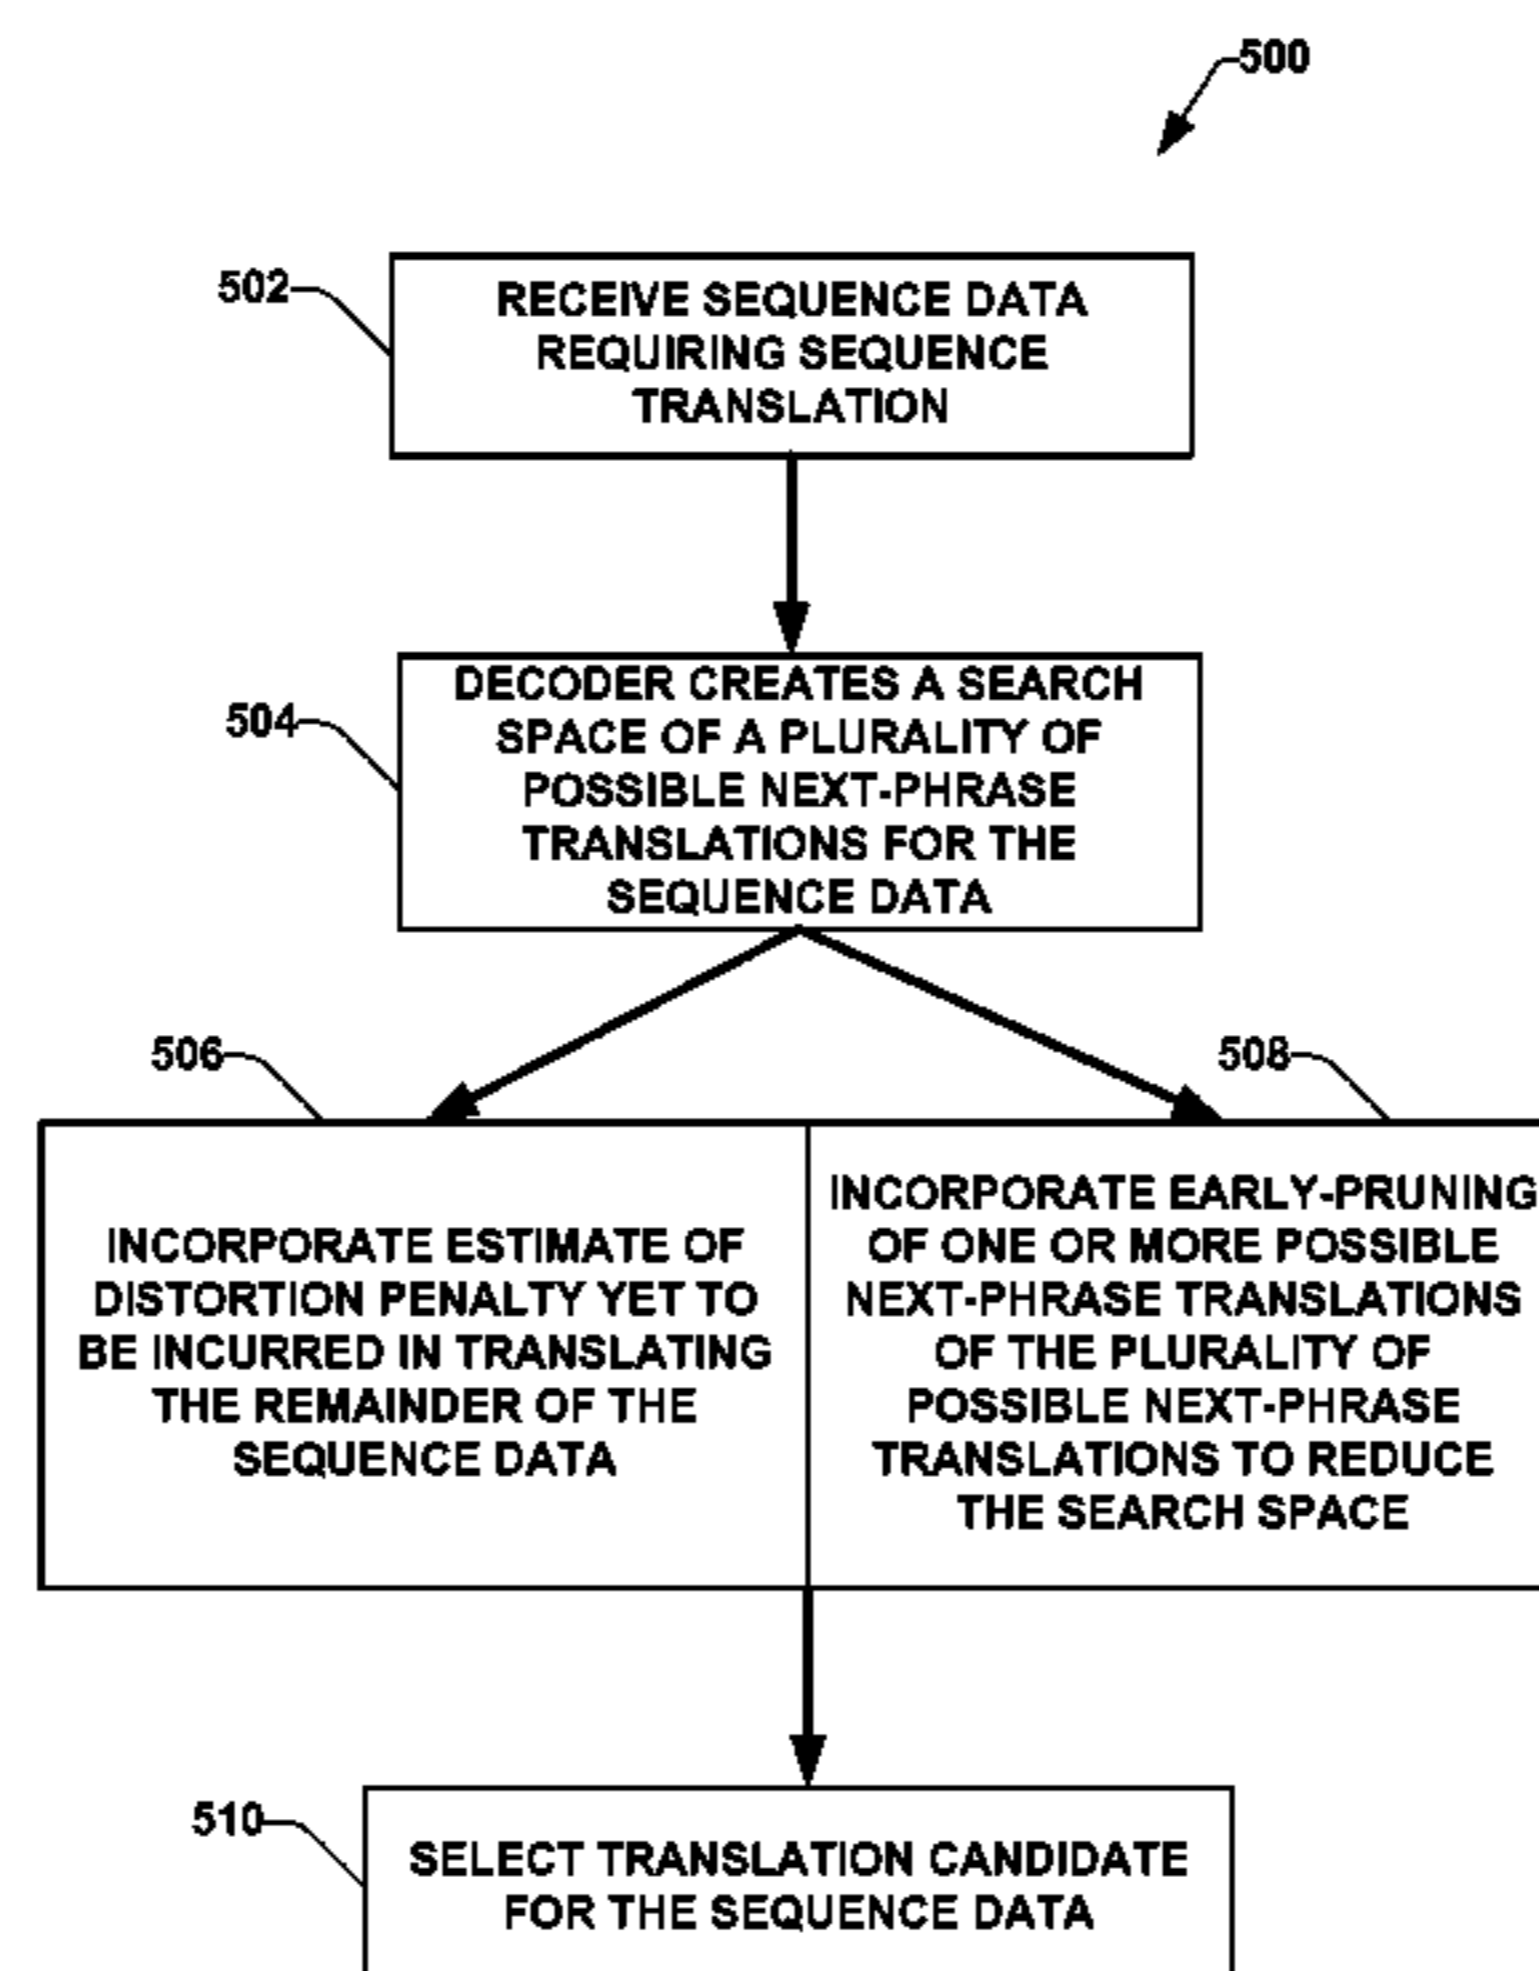 500
502
RECEIVE SEQUENCE DATA
REQUIRING SEQUENCE
TRANSLATION
504
DECODER CREATES A SEARCH
SPACE OF A PLURALITY OF
POSSIBLE NEXT-PHRASE
TRANSLATIONS FOR THE
SEQUENCE DATA
506
INCORPORATE ESTIMATE OF
DISTORTION PENALTY YET TO
BE INCURRED IN TRANSLATING
THE REMAINDER OF THE
SEQUENCE DATA
508
INCORPORATE EARLY-PRUNING
OF ONE OR MORE POSSIBLE
NEXT-PHRASE TRANSLATIONS
OF THE PLURALITY OF
POSSIBLE NEXT-PHRASE
TRANSLATIONS TO REDUCE
THE SEARCH SPACE
510
SELECT TRANSLATION CANDIDATE
FOR THE SEQUENCE DATA